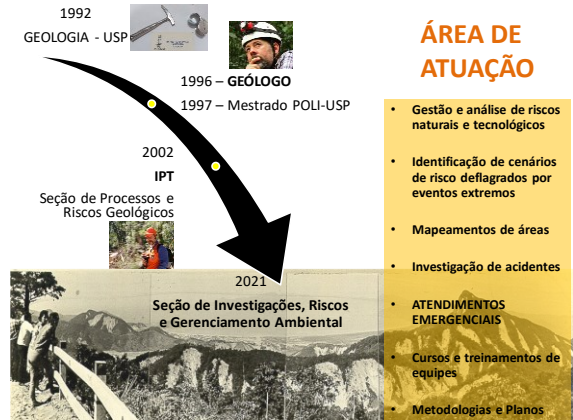 1992
GEOLOGIA - USP
1996 – GEÓLOGO
1997 – Mestrado POLI-USP
2002
IPT
Seção de Processos e
Riscos Geológicos
2021
Seção de Investigações, Riscos
e Gerenciamento Ambiental
ÁREA DE
ATUAÇÃO
• Gestão e análise de riscos
naturais e tecnológicos
• Identificação de cenários
de risco deflagrados por
eventos extremos
• Mapeamentos de áreas
• Investigação de acidentes
• ATENDIMENTOS
EMERGENCIAIS
• Cursos e treinamentos de
equipes
• Metodologias e Planos